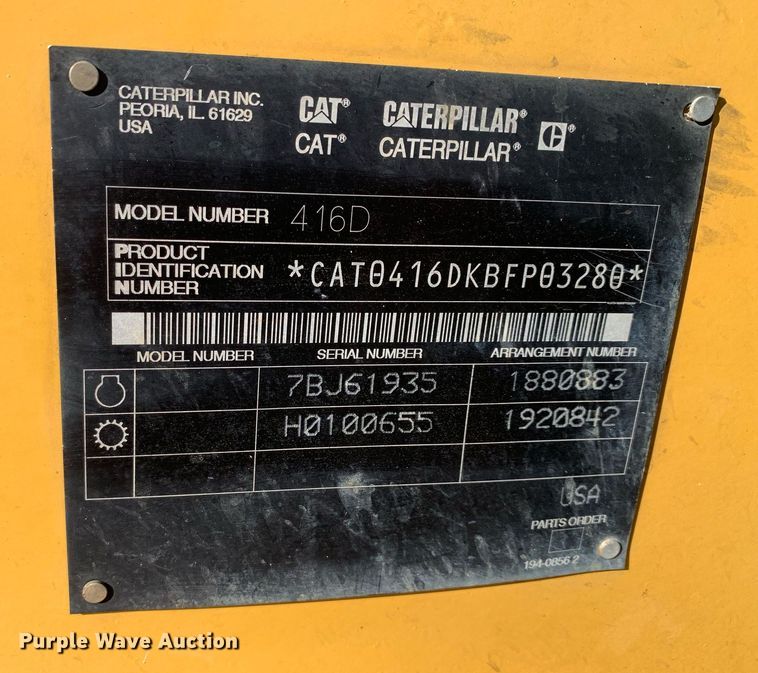 CATERPILLAR INC.
PEORIA, IL. 61629
USA
CAT® CATERPILLAR® C®
CAT® CATERPILLAR®
MODEL NUMBER 416D
PRODUCT
IDENTIFICATION
NUMBER
*CAT0416DKBFP03280*
MODEL NUMBER SERIAL NUMBER ARRANGEMENT NUMBER
7BJ61935 1880883
H0100655 1920842
USA
PARTS ORDER
194-0856 2
Purple Wave Auction